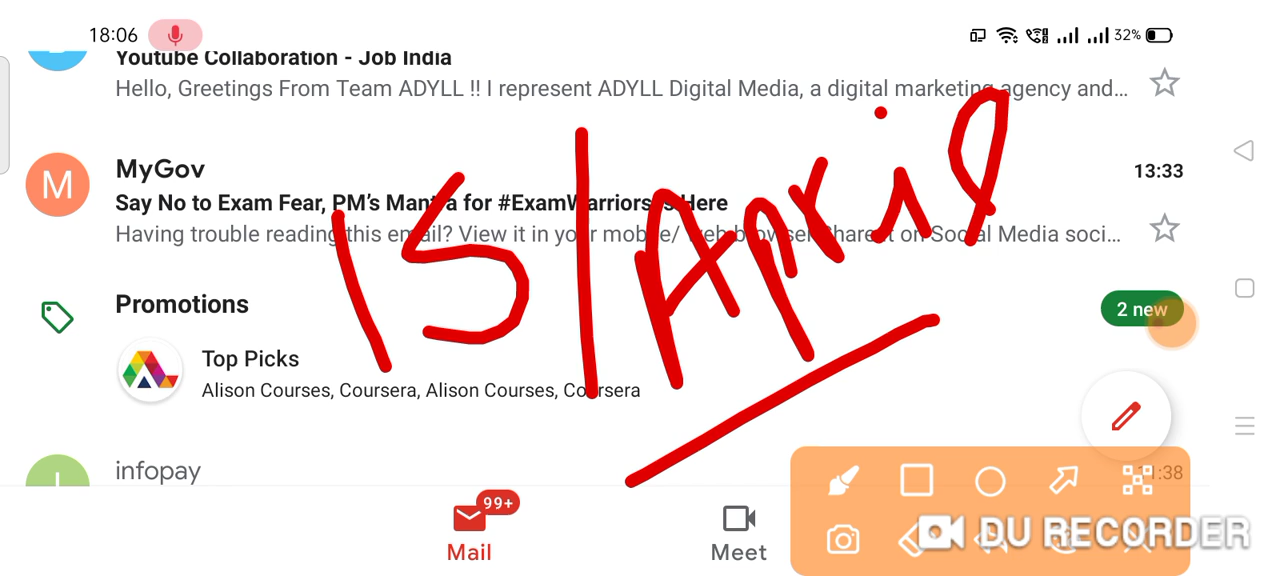 18:06 32%
Youtube Collaboration - Job India
Hello, Greetings From Team ADYLL !! I represent ADYLL Digital Media, a digital marketing agency and...
M MyGov 13:33
Say No to Exam Fear, PM's Mantra for #ExamWarriors is Here
Having trouble reading this email? View it in your mobile/ web browser Share it on Social Media soci...
15/April
Promotions 2 new
Top Picks
Alison Courses, Coursera, Alison Courses, Coursera
infopay 11:38
99+
Mail Meet
DU RECORDER